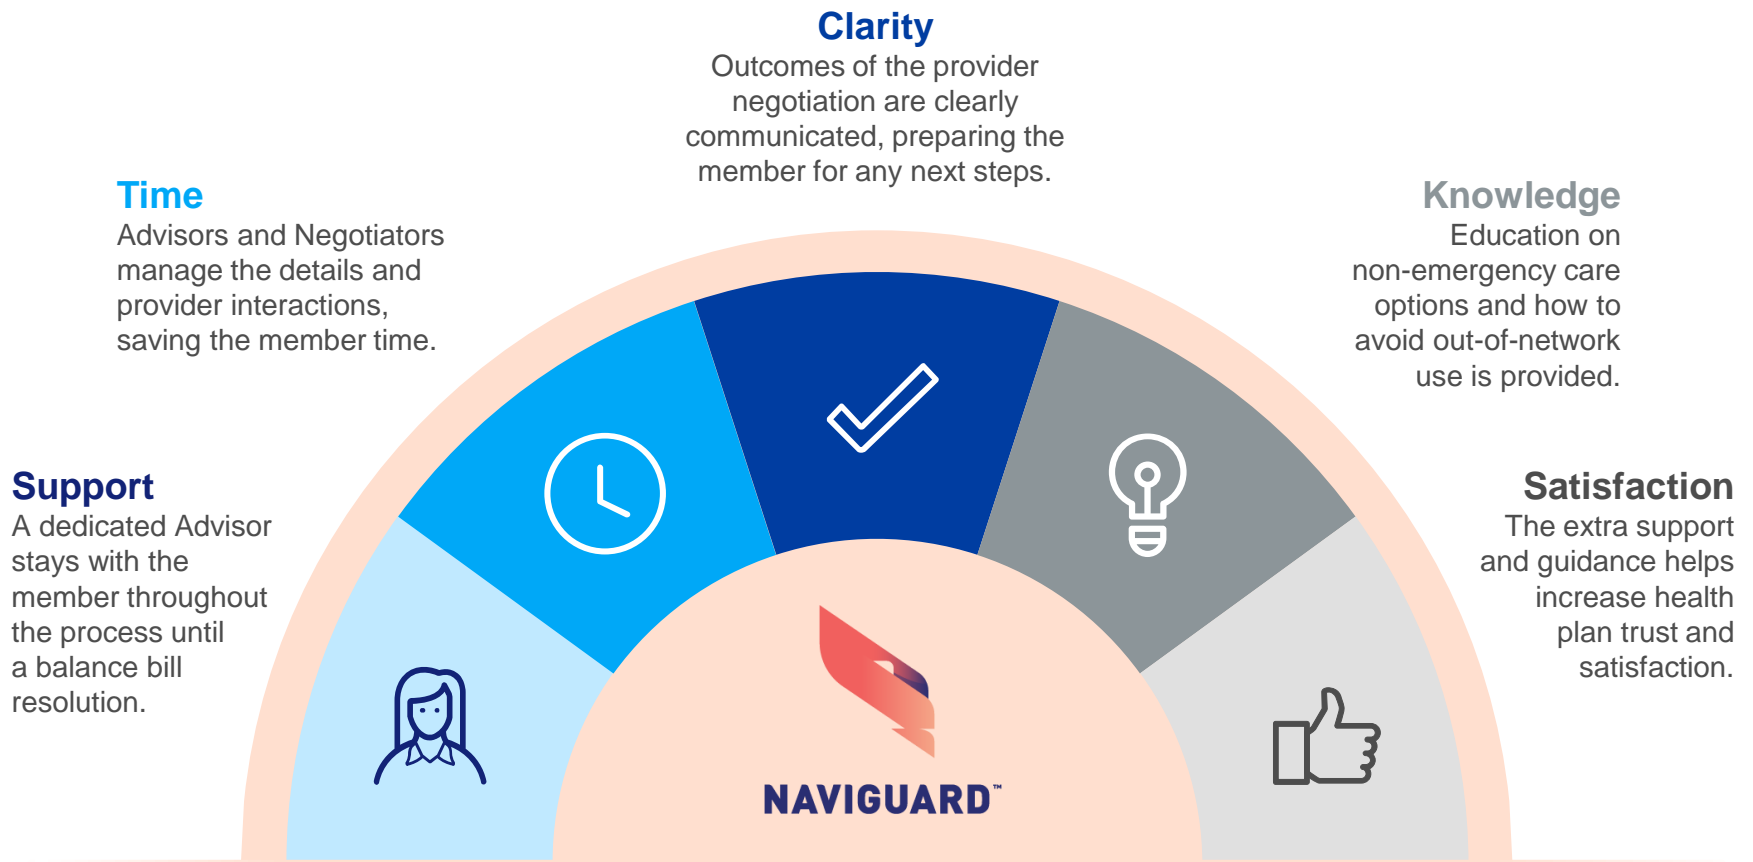 Clarity
Outcomes of the provider
negotiation are clearly
communicated, preparing the
member for any next steps.
Time
Advisors and Negotiators
manage the details and
provider interactions,
saving the member time.
Knowledge
Education on
non-emergency care
options and how to
avoid out-of-network
use is provided.
Support
A dedicated Advisor
stays with the
member throughout
the process until
a balance bill
resolution.
Satisfaction
The extra support
and guidance helps
increase health
plan trust and
satisfaction.
NAVIGUARD™